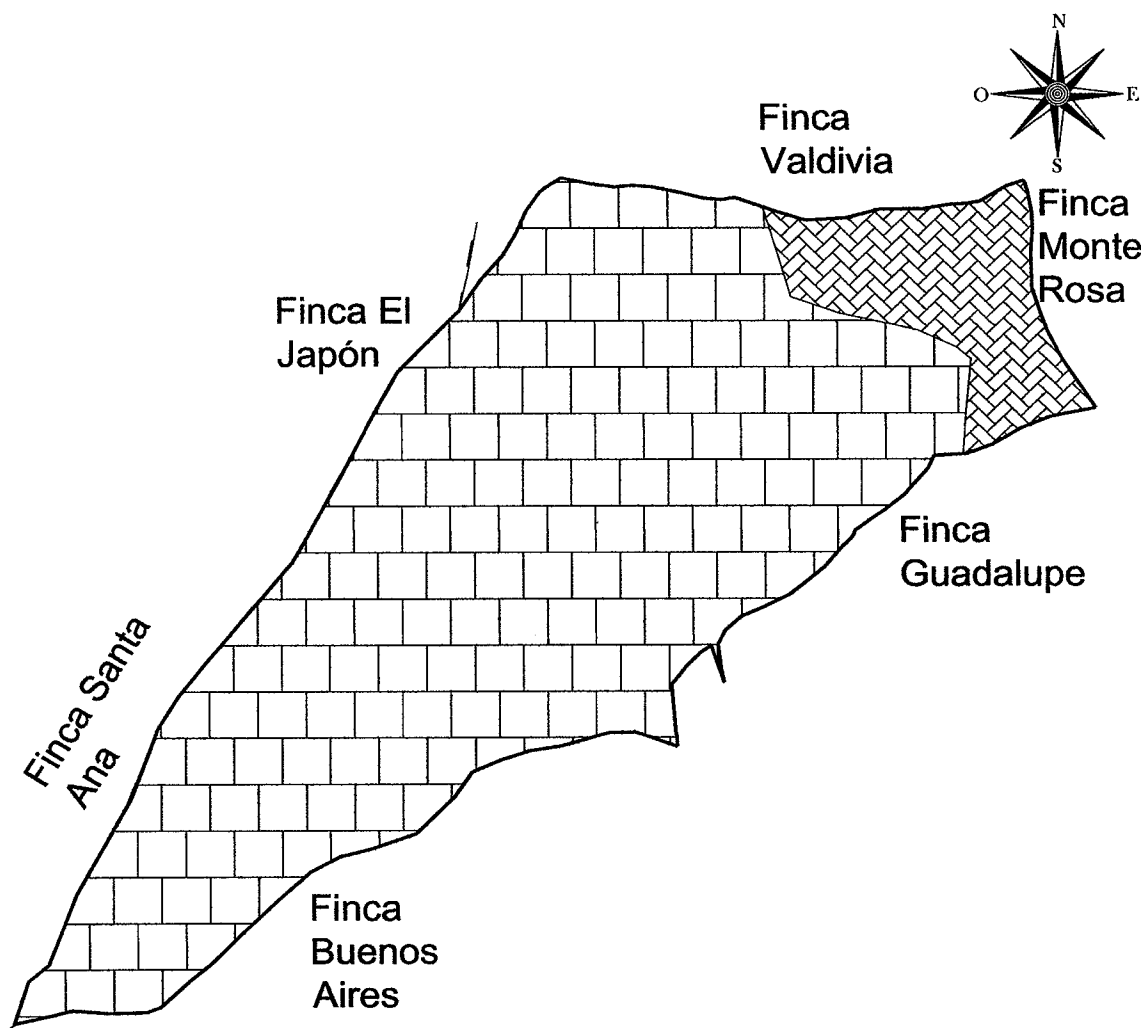 N
O
E
S
Finca
Valdivia
Finca
Monte
Rosa
Finca El
Japón
Finca
Guadalupe
Finca Santa
Ana
Finca
Buenos
Aires